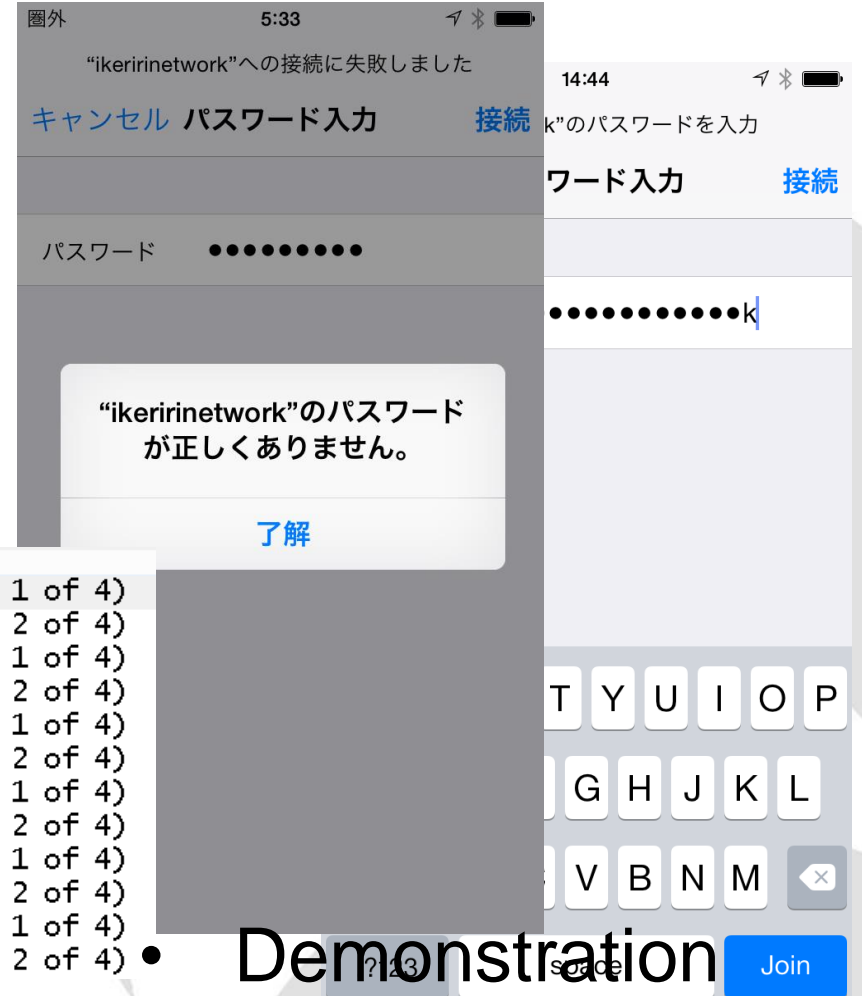 圏外 5:33
“ikeririnetwork”への接続に失敗しました
キャンセル パスワード入力 接続
パスワード ●●●●●●●●●
“ikeririnetwork”のパスワード
が正しくありません。
了解
14:44
k”のパスワードを入力
ワード入力 接続
●●●●●●●●●●●k
T Y U I O P
G H J K L
V B N M
?123 space Join
1 of 4)
2 of 4)
1 of 4)
2 of 4)
1 of 4)
2 of 4)
1 of 4)
2 of 4)
1 of 4)
2 of 4)
1 of 4)
2 of 4)
• Demonstration